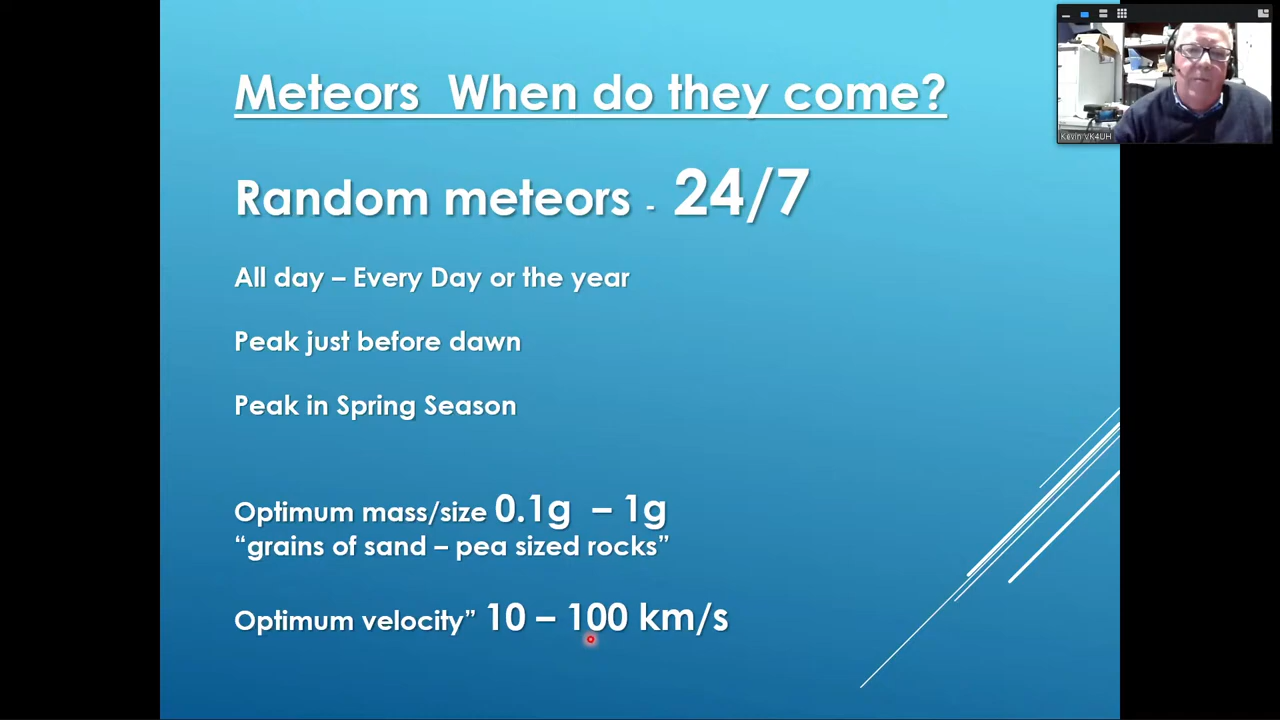 Meteors When do they come?
Kevin VK4UH
Random meteors - 24/7
All day – Every Day or the year
Peak just before dawn
Peak in Spring Season
Optimum mass/size 0.1g – 1g
“grains of sand – pea sized rocks”
Optimum velocity” 10 – 100 km/s